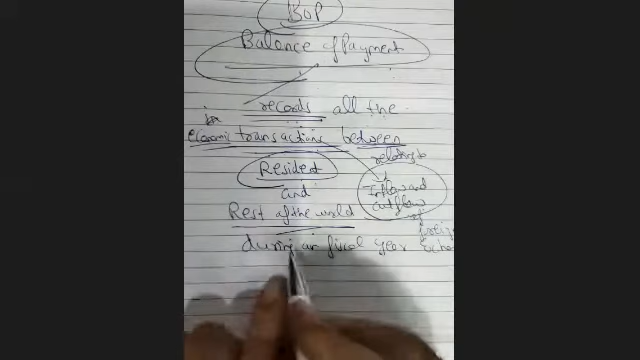 BOP
Balance of Payment
records all the
economic transactions between
Resident
and
Rest of the world
during an fiscal year
relating to
Inflow and
outflow
of
foreign